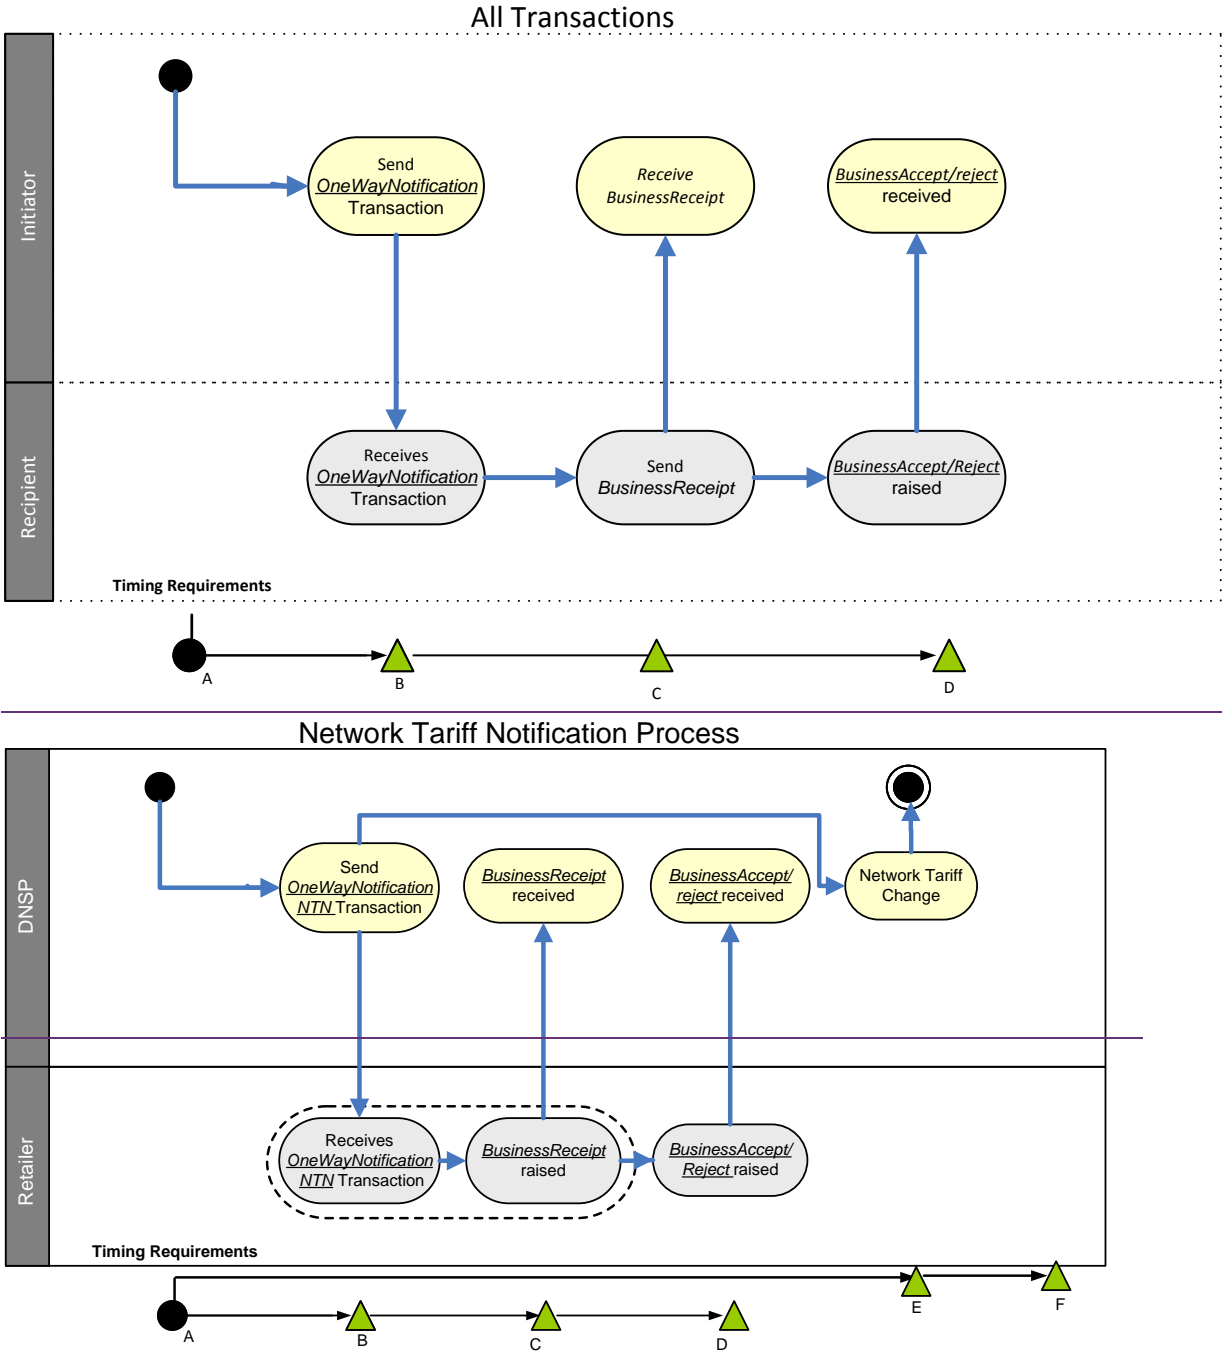 All Transactions
Initiator
Send
OneWayNotification
Transaction
Receive
BusinessReceipt
BusinessAccept/reject
received
Recipient
Receives
OneWayNotification
Transaction
Send
BusinessReceipt
BusinessAccept/Reject
raised
Timing Requirements
A
B
C
D
Network Tariff Notification Process
DNSP
Send
OneWayNotification
NTN Transaction
BusinessReceipt
received
BusinessAccept/
reject received
Network Tariff
Change
Retailer
Receives
OneWayNotification
NTN Transaction
BusinessReceipt
raised
BusinessAccept/
Reject raised
Timing Requirements
A
B
C
D
E
F